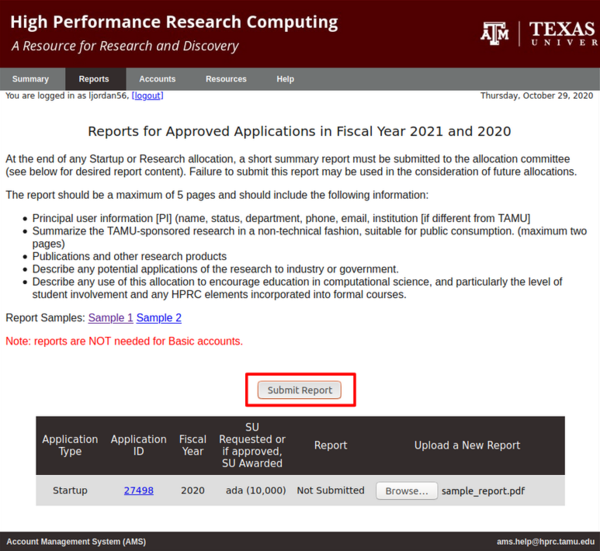 High Performance Research Computing
A Resource for Research and Discovery
ĀM | TEXAS
UNIVER
Summary Reports Accounts Resources Help
You are logged in as ljordan56, [logout] Thursday, October 29, 2020
Reports for Approved Applications in Fiscal Year 2021 and 2020
At the end of any Startup or Research allocation, a short summary report must be submitted to the allocation committee
(see below for desired report content). Failure to submit this report may be used in the consideration of future allocations.
The report should be a maximum of 5 pages and should include the following information:
Principal user information [PI] (name, status, department, phone, email, institution [if different from TAMU]
Summarize the TAMU-sponsored research in a non-technical fashion, suitable for public consumption. (maximum two
pages)
Publications and other research products
Describe any potential applications of the research to industry or government.
Describe any use of this allocation to encourage education in computational science, and particularly the level of
student involvement and any HPRC elements incorporated into formal courses.
Report Samples: Sample 1 Sample 2
Note: reports are NOT needed for Basic accounts.
Submit Report
Application Type Application ID Fiscal Year SU Requested or if approved, SU Awarded Report Upload a New Report
Startup 27498 2020 ada (10,000) Not Submitted Browse... sample_report.pdf
Account Management System (AMS) ams.help@hprc.tamu.edu